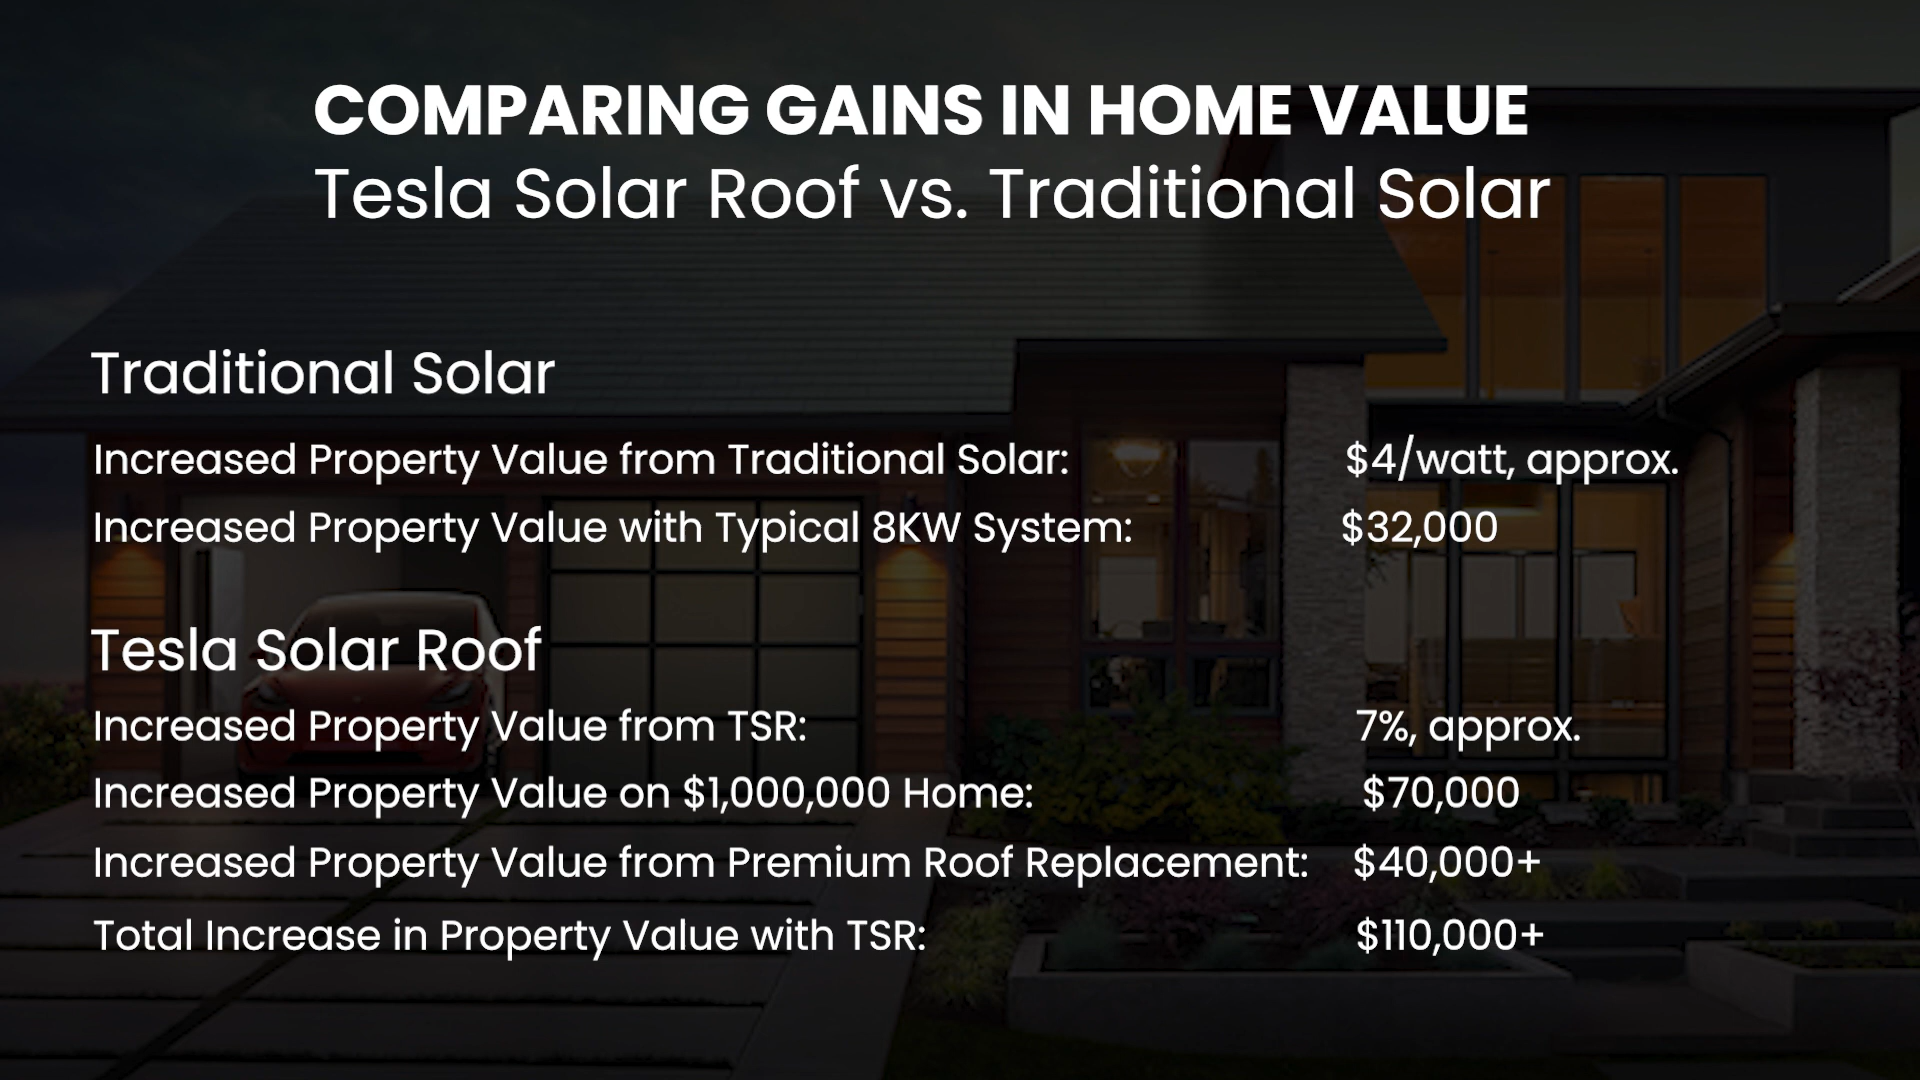 COMPARING GAINS IN HOME VALUE
Tesla Solar Roof vs. Traditional Solar
Traditional Solar
Increased Property Value from Traditional Solar: $4/watt, approx.
Increased Property Value with Typical 8KW System: $32,000
Tesla Solar Roof
Increased Property Value from TSR: 7%, approx.
Increased Property Value on $1,000,000 Home: $70,000
Increased Property Value from Premium Roof Replacement: $40,000+
Total Increase in Property Value with TSR: $110,000+